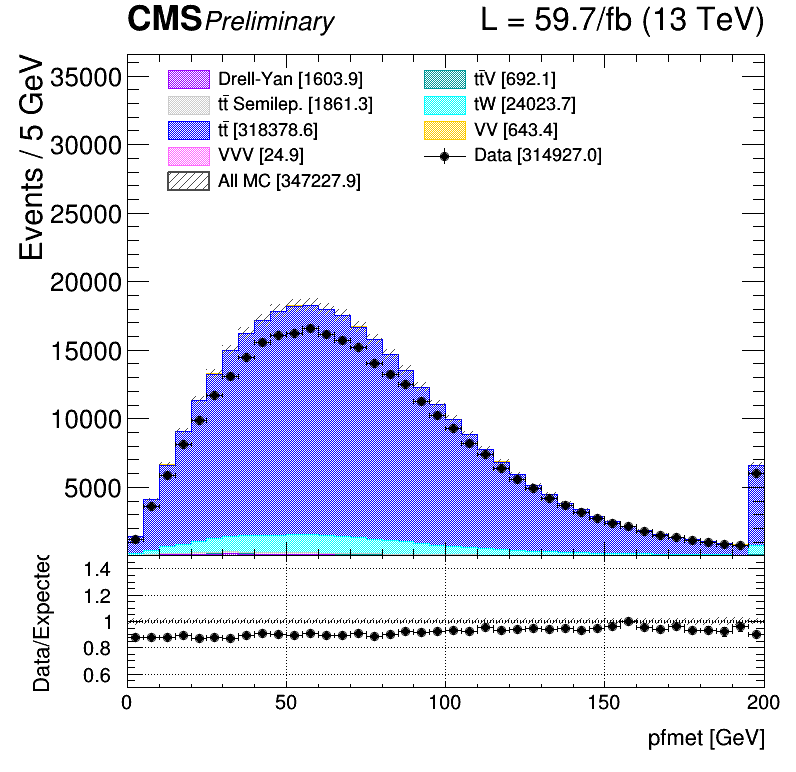 CMS Preliminary L = 59.7/fb (13 TeV)
Events / 5 GeV
35000
30000
25000
20000
15000
10000
5000
Drell-Yan [1603.9]
tt̄ Semilep. [1861.3]
tt̄ [318378.6]
VVV [24.9]
All MC [347227.9]
tt̄V [692.1]
tW [24023.7]
VV [643.4]
Data [314927.0]
Data/Expected
1.4
1.2
1
0.8
0.6
0 50 100 150 200
pfmet [GeV]